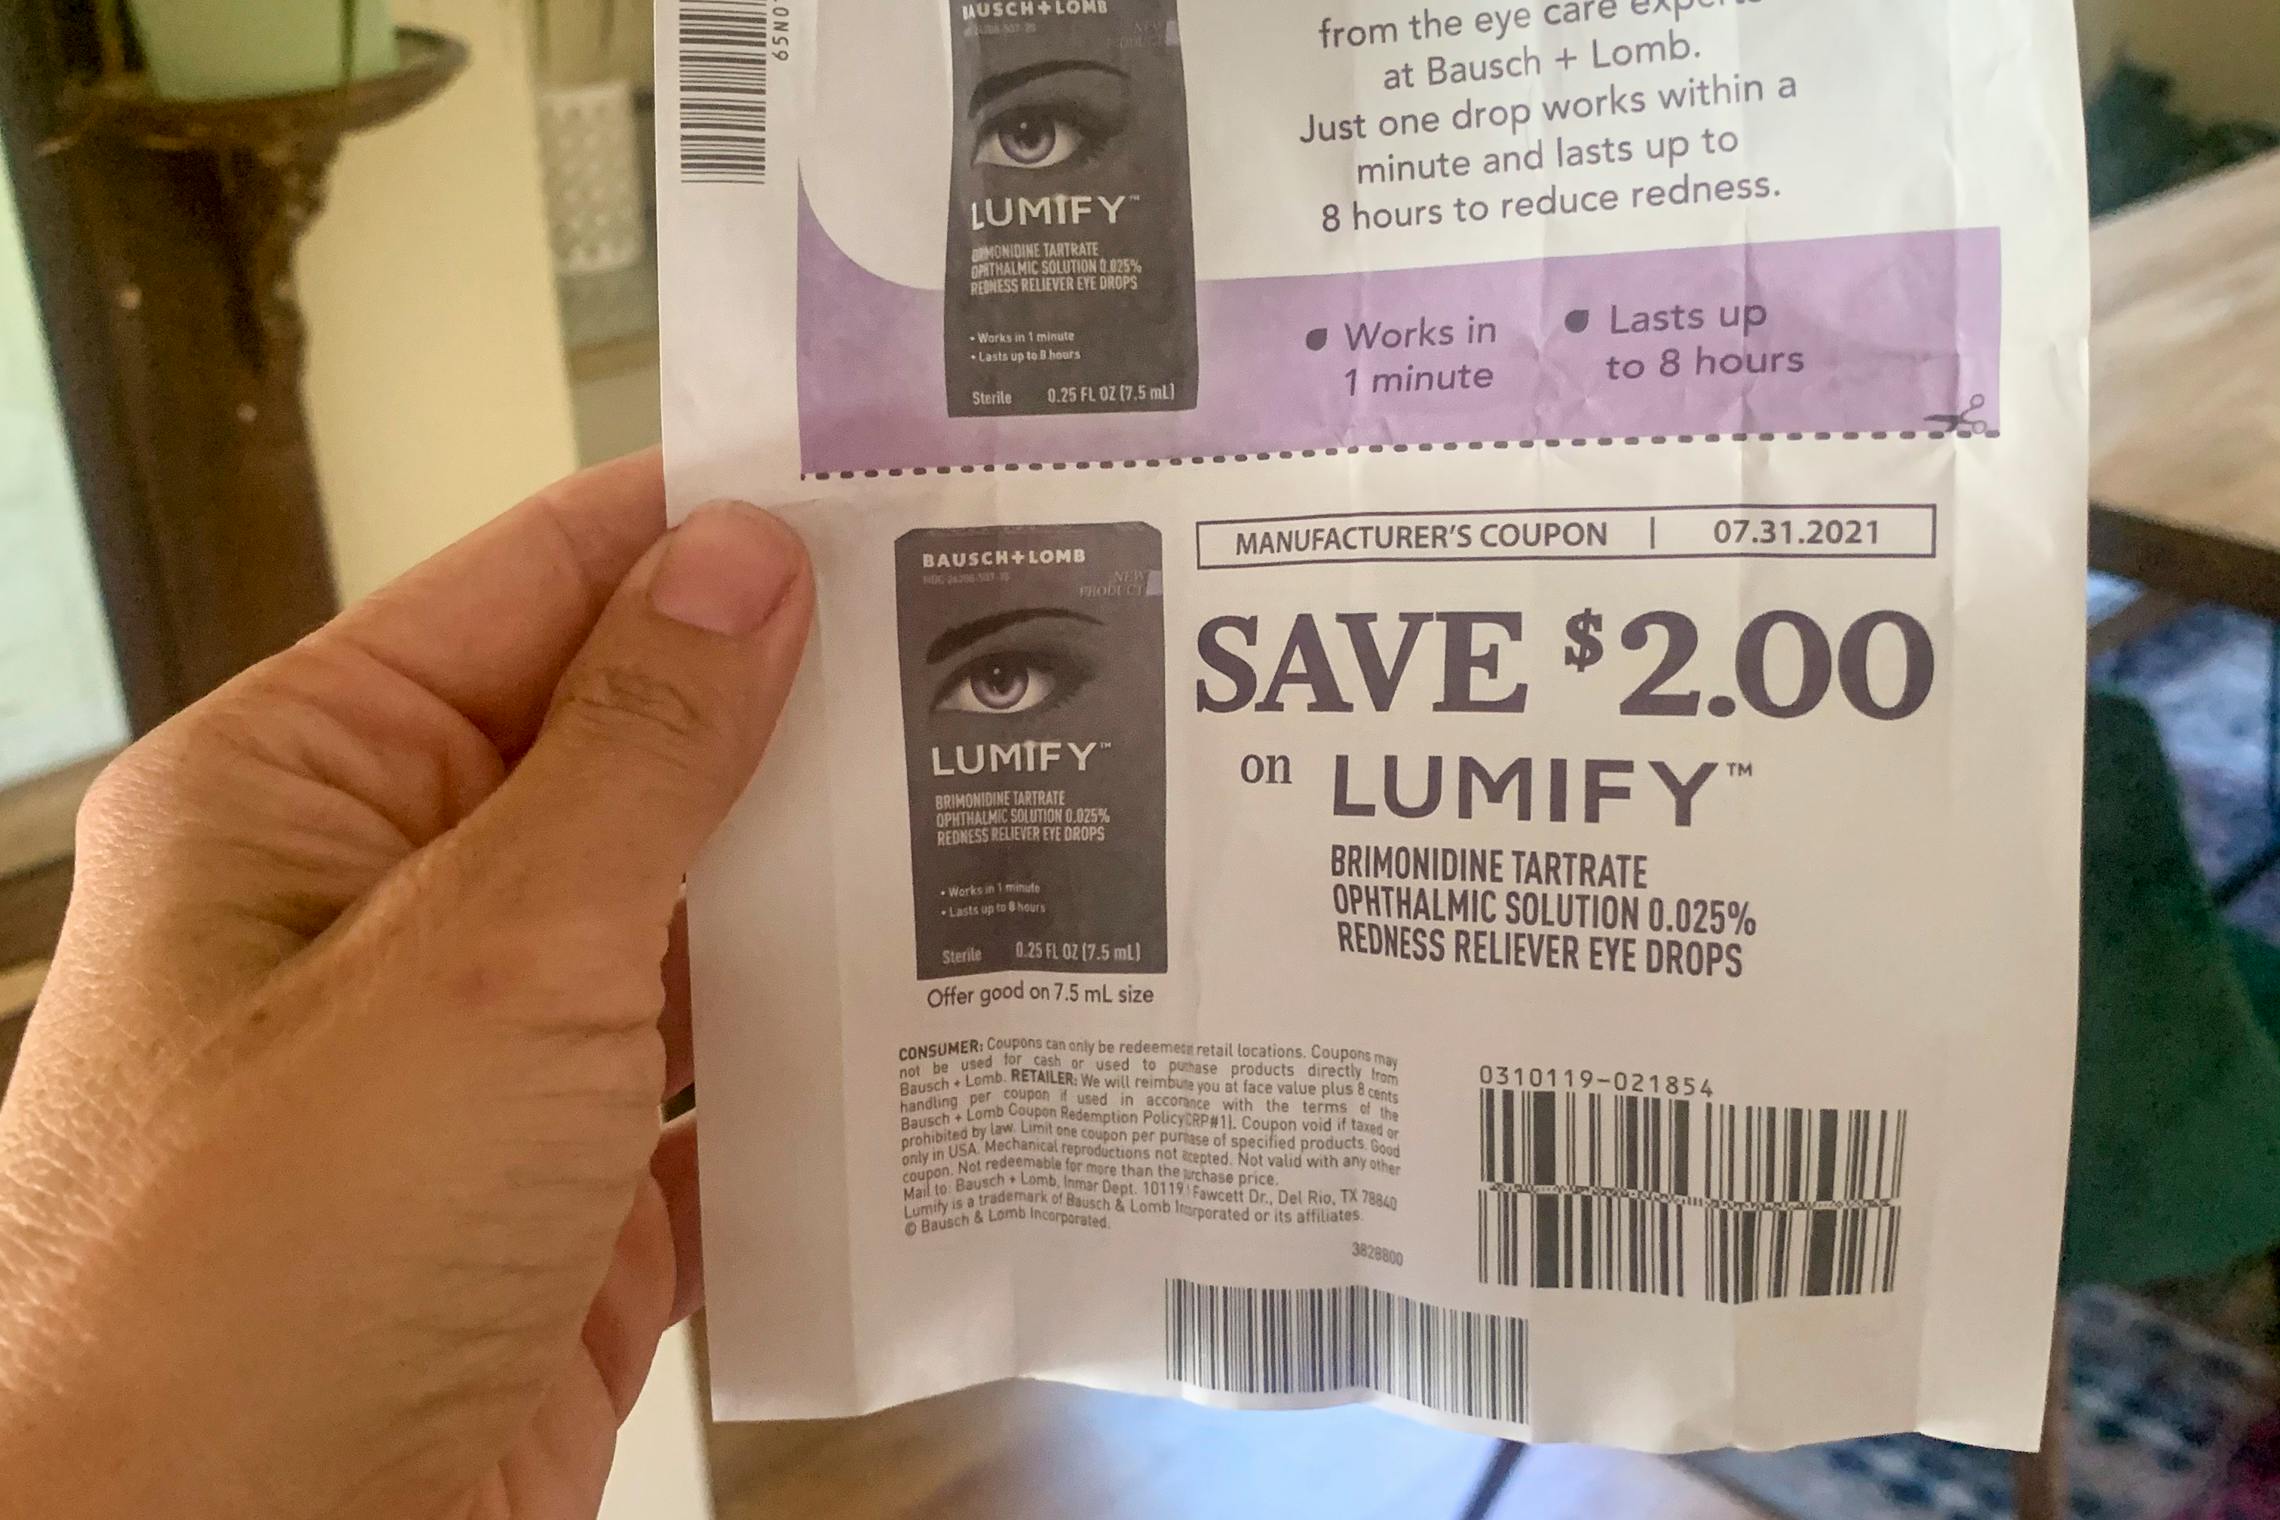 BAUSCH+LOMB
LUMIFY™
BRIMONIDINE TARTRATE
OPHTHALMIC SOLUTION 0.025%
REDNESS RELIEVER EYE DROPS
• Works in 1 minute
• Lasts up to 8 hours
Sterile 0.25 FL OZ (7.5 mL)
from the eye care
at Bausch + Lomb.
Just one drop works within a
minute and lasts up to
8 hours to reduce redness.
Works in
1 minute
Lasts up
to 8 hours
BAUSCH+LOMB
NEW
PRODUCT
LUMIFY™
BRIMONIDINE TARTRATE
OPHTHALMIC SOLUTION 0.025%
REDNESS RELIEVER EYE DROPS
• Works in 1 minute
• Lasts up to 8 hours
Sterile 0.25 FL OZ (7.5 mL)
Offer good on 7.5 mL size
MANUFACTURER'S COUPON | 07.31.2021
SAVE $2.00
on LUMIFY™
BRIMONIDINE TARTRATE
OPHTHALMIC SOLUTION 0.025%
REDNESS RELIEVER EYE DROPS
CONSUMER: Coupons can only be retail locations. Coupons may
not be used for cash or used to purchase products directly from
Bausch + Lomb. RETAILER: We will reimburse you at face value plus 8 cents
handling per coupon if used in accordance with the terms of the
Bausch + Lomb Coupon Redemption Policy CRP#1). Coupon void if taxed or
prohibited by law. Limit one coupon per purchase of specified products. Good
only in USA. Mechanical reproductions not accepted. Not valid with any other
coupon. Not redeemable for more than the purchase price.
Mail to: Bausch + Lomb, Inmar Dept. 10119 Fawcett Dr., Del Rio, TX 78840
Lumify is a trademark of Bausch & Lomb Incorporated or its affiliates.
© Bausch & Lomb Incorporated.
3828800
0310119-021854